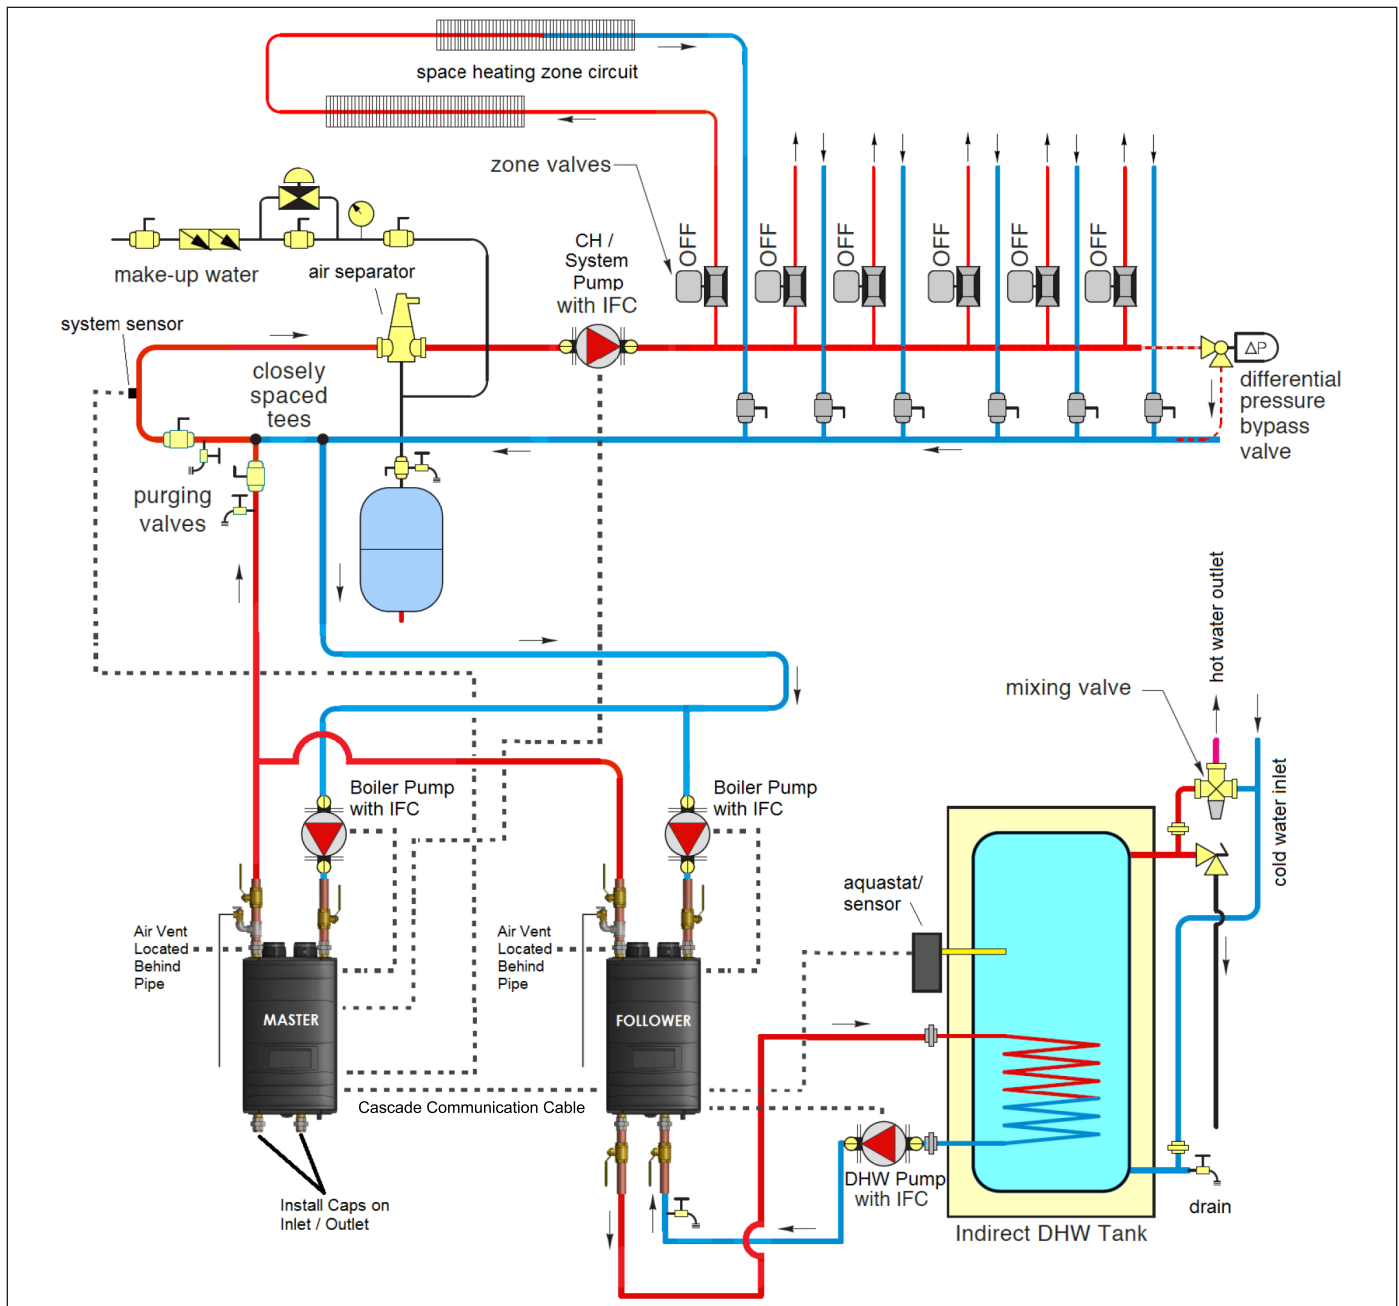 space heating zone circuit
zone valves
OFF
OFF
OFF
OFF
OFF
OFF
make-up water
air separator
CH /
System
Pump
with IFC
system sensor
closely
spaced
tees
ΔP
differential
pressure
bypass
valve
purging
valves
hot water outlet
mixing valve
cold water inlet
Boiler Pump
with IFC
Boiler Pump
with IFC
aquastat/
sensor
Air Vent
Located
Behind
Pipe
Air Vent
Located
Behind
Pipe
MASTER
FOLLOWER
Cascade Communication Cable
DHW Pump
with IFC
Install Caps on
Inlet / Outlet
drain
Indirect DHW Tank